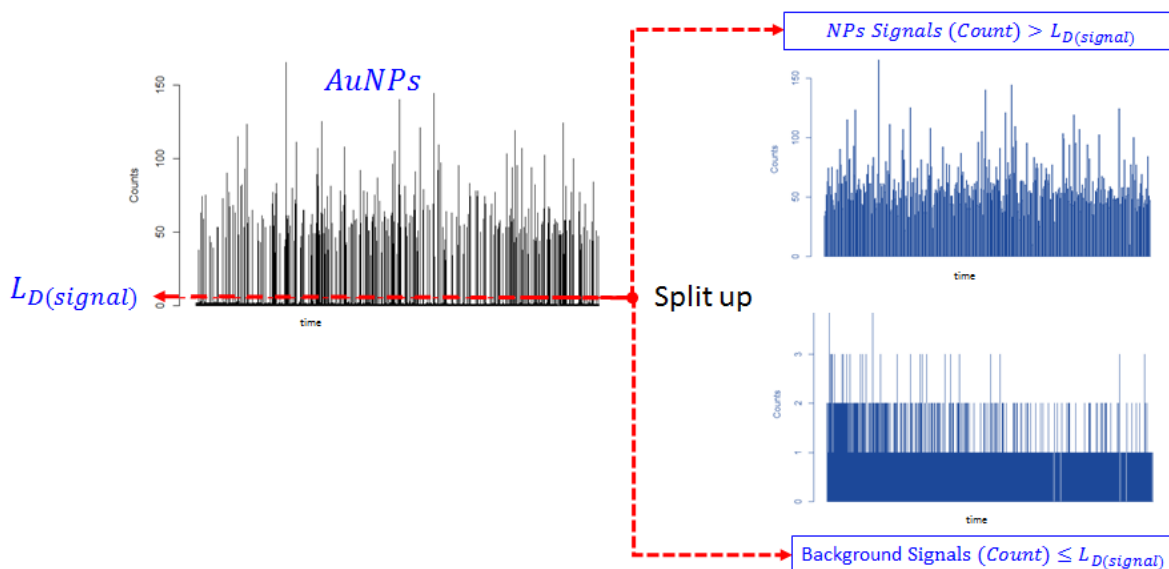 NPs Signals (Count) > L_D(signal)
AuNPs
150
100
50
0
Counts
time
L_D(signal)
Split up
150
100
50
0
Counts
time
3
2
1
0
Counts
time
Background Signals (Count) ≤ L_D(signal)